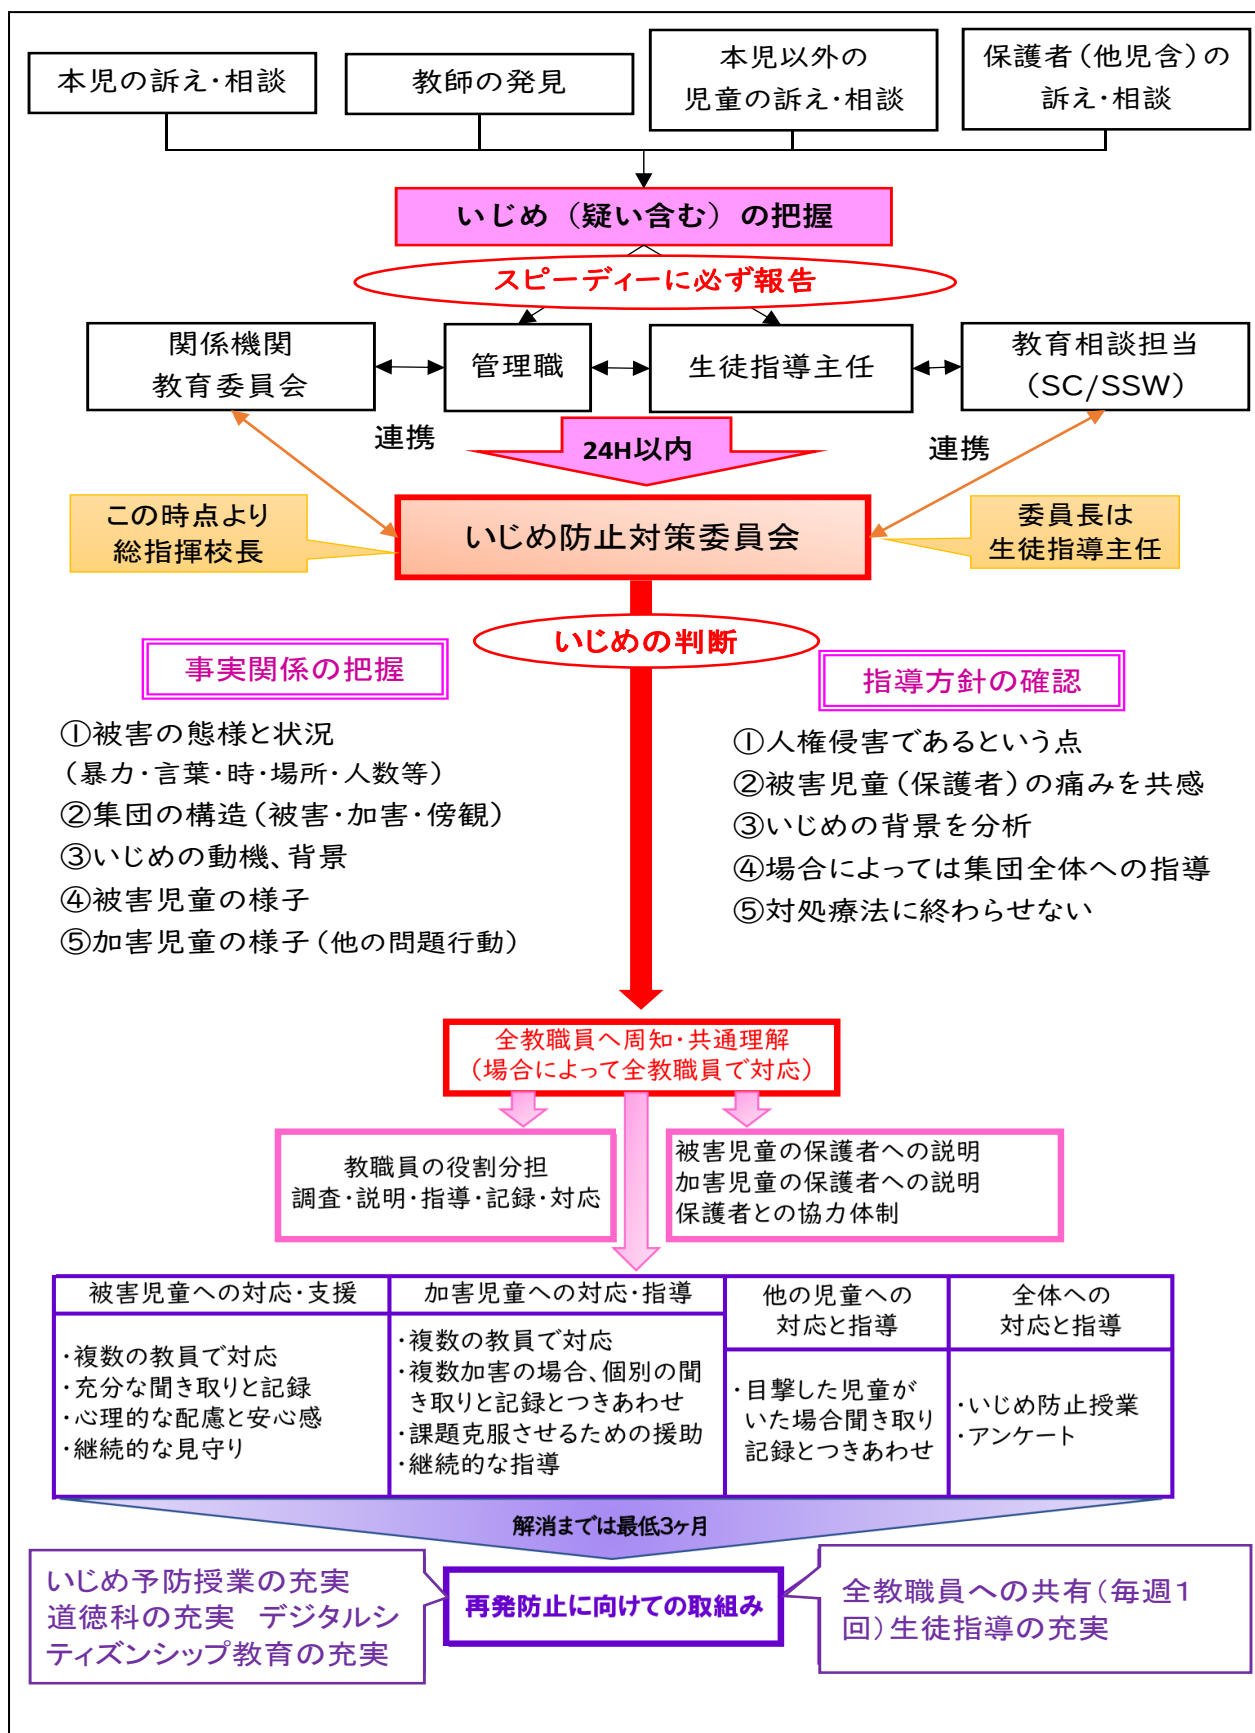 本児の訴え・相談
教師の発見
本児以外の
児童の訴え・相談
保護者（他児含）の
訴え・相談
いじめ（疑い含む）の把握
スピーディーに必ず報告
関係機関
教育委員会
管理職
生徒指導主任
教育相談担当
（SC/SSW）
連携
24H以内
連携
この時点より
総指揮校長
いじめ防止対策委員会
委員長は
生徒指導主任
いじめの判断
事実関係の把握
①被害の態様と状況
（暴力・言葉・時・場所・人数等）
②集団の構造（被害・加害・傍観）
③いじめの動機、背景
④被害児童の様子
⑤加害児童の様子（他の問題行動）
指導方針の確認
①人権侵害であるという点
②被害児童（保護者）の痛みを共感
③いじめの背景を分析
④場合によっては集団全体への指導
⑤対処療法に終わらせない
全教職員へ周知・共通理解
（場合によって全教職員で対応）
教職員の役割分担
調査・説明・指導・記録・対応
被害児童の保護者への説明
加害児童の保護者への説明
保護者との協力体制
被害児童への対応・支援
・複数の教員で対応
・充分な聞き取りと記録
・心理的な配慮と安心感
・継続的な見守り
加害児童への対応・指導
・複数の教員で対応
・複数加害の場合、個別の聞
き取りと記録とつきあわせ
・課題克服させるための援助
・継続的な指導
他の児童への
対応と指導
・目撃した児童が
いた場合聞き取り
記録とつきあわせ
全体への
対応と指導
・いじめ防止授業
・アンケート
解消までは最低3ヶ月
いじめ予防授業の充実
道徳科の充実　デジタルシ
ティズンシップ教育の充実
再発防止に向けての取組み
全教職員への共有（毎週１
回）生徒指導の充実